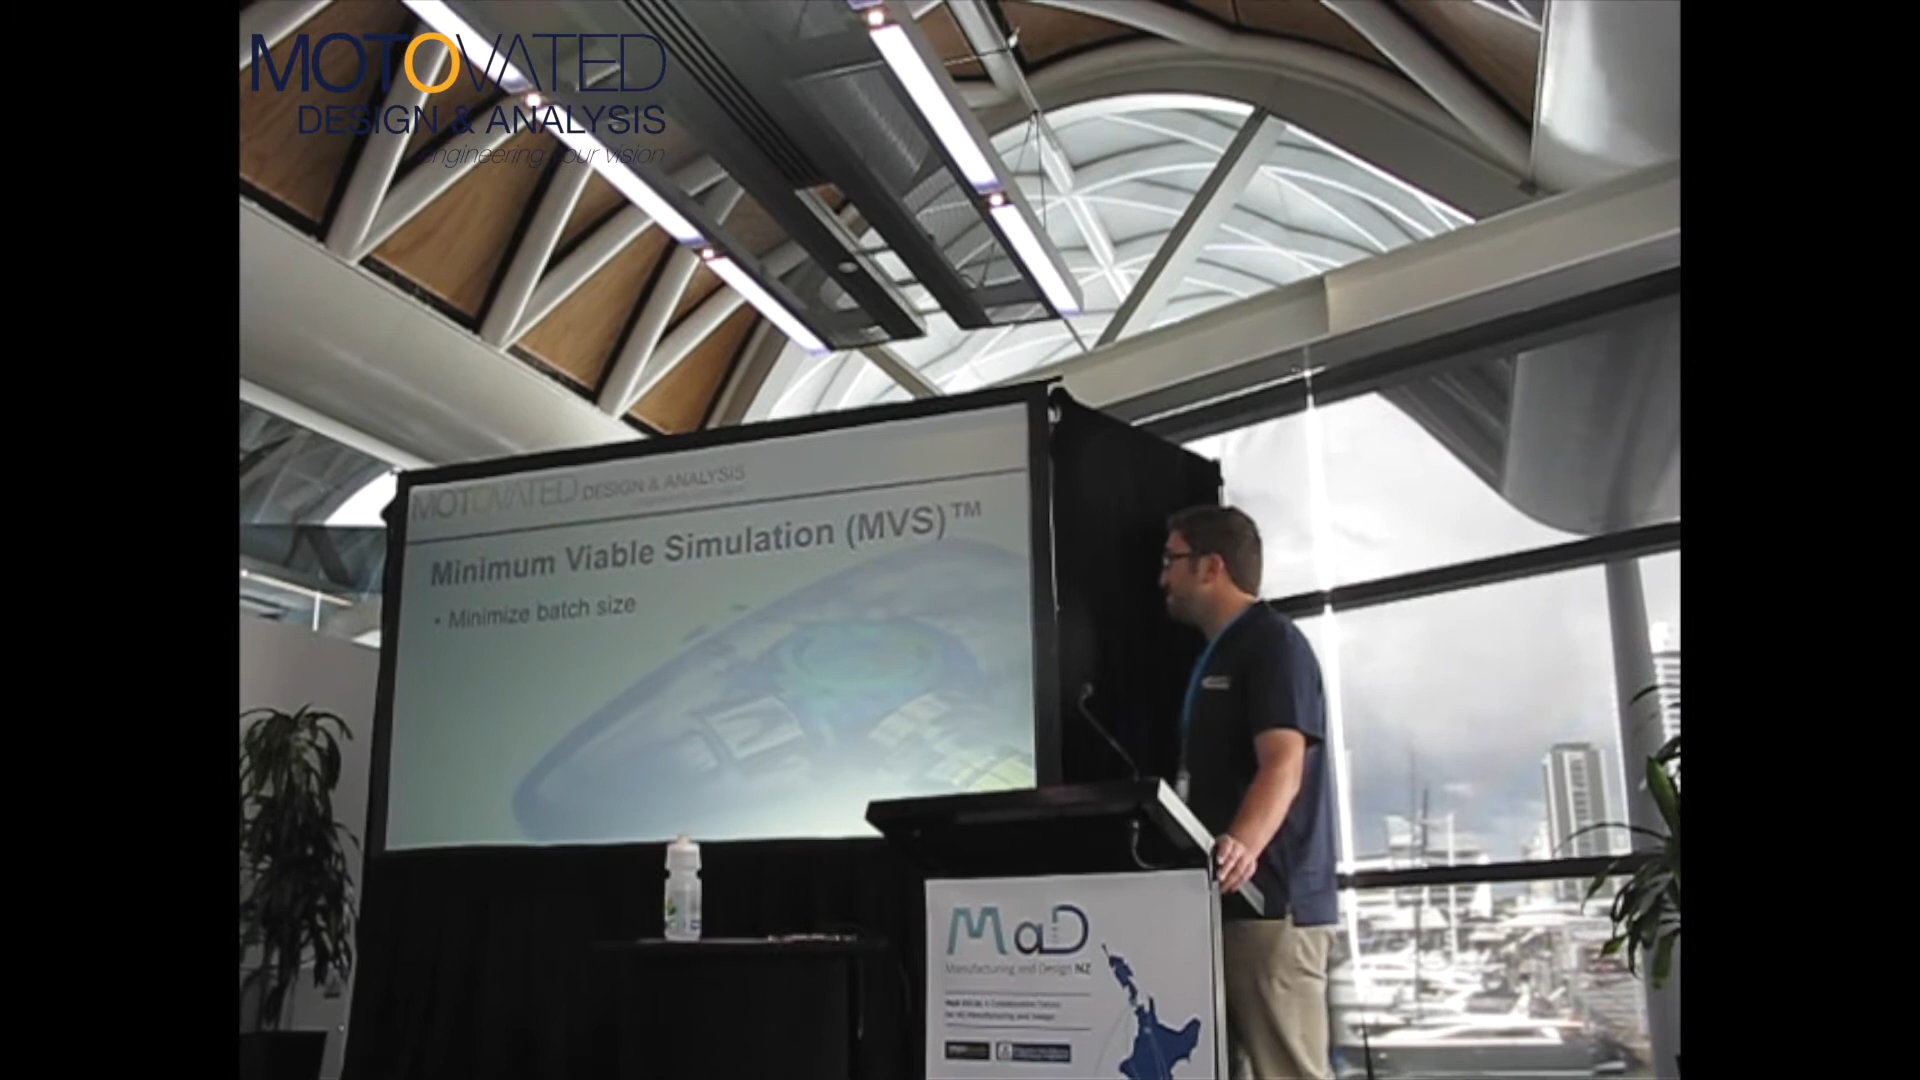 MOTOVATED
DESIGN & ANALYSIS
engineering your vision
MOTOVATED DESIGN & ANALYSIS
Minimum Viable Simulation (MVS)™
• Minimize batch size
MaD
Manufacturing and Design NZ